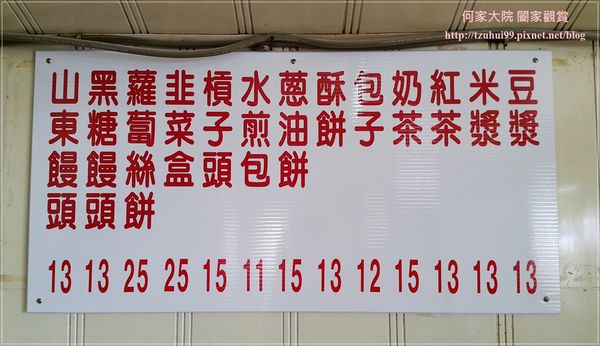 何家大院 闔家觀賞
http://tzuhui99.pixnet.net/blog
豆漿 13
米漿 13
紅茶 13
奶茶 15
包子 12
酥餅 13
蔥油餅 15
水煎包 11
槓子頭 15
韭菜盒 25
蘿蔔絲餅 25
黑糖饅頭 13
山東饅頭 13